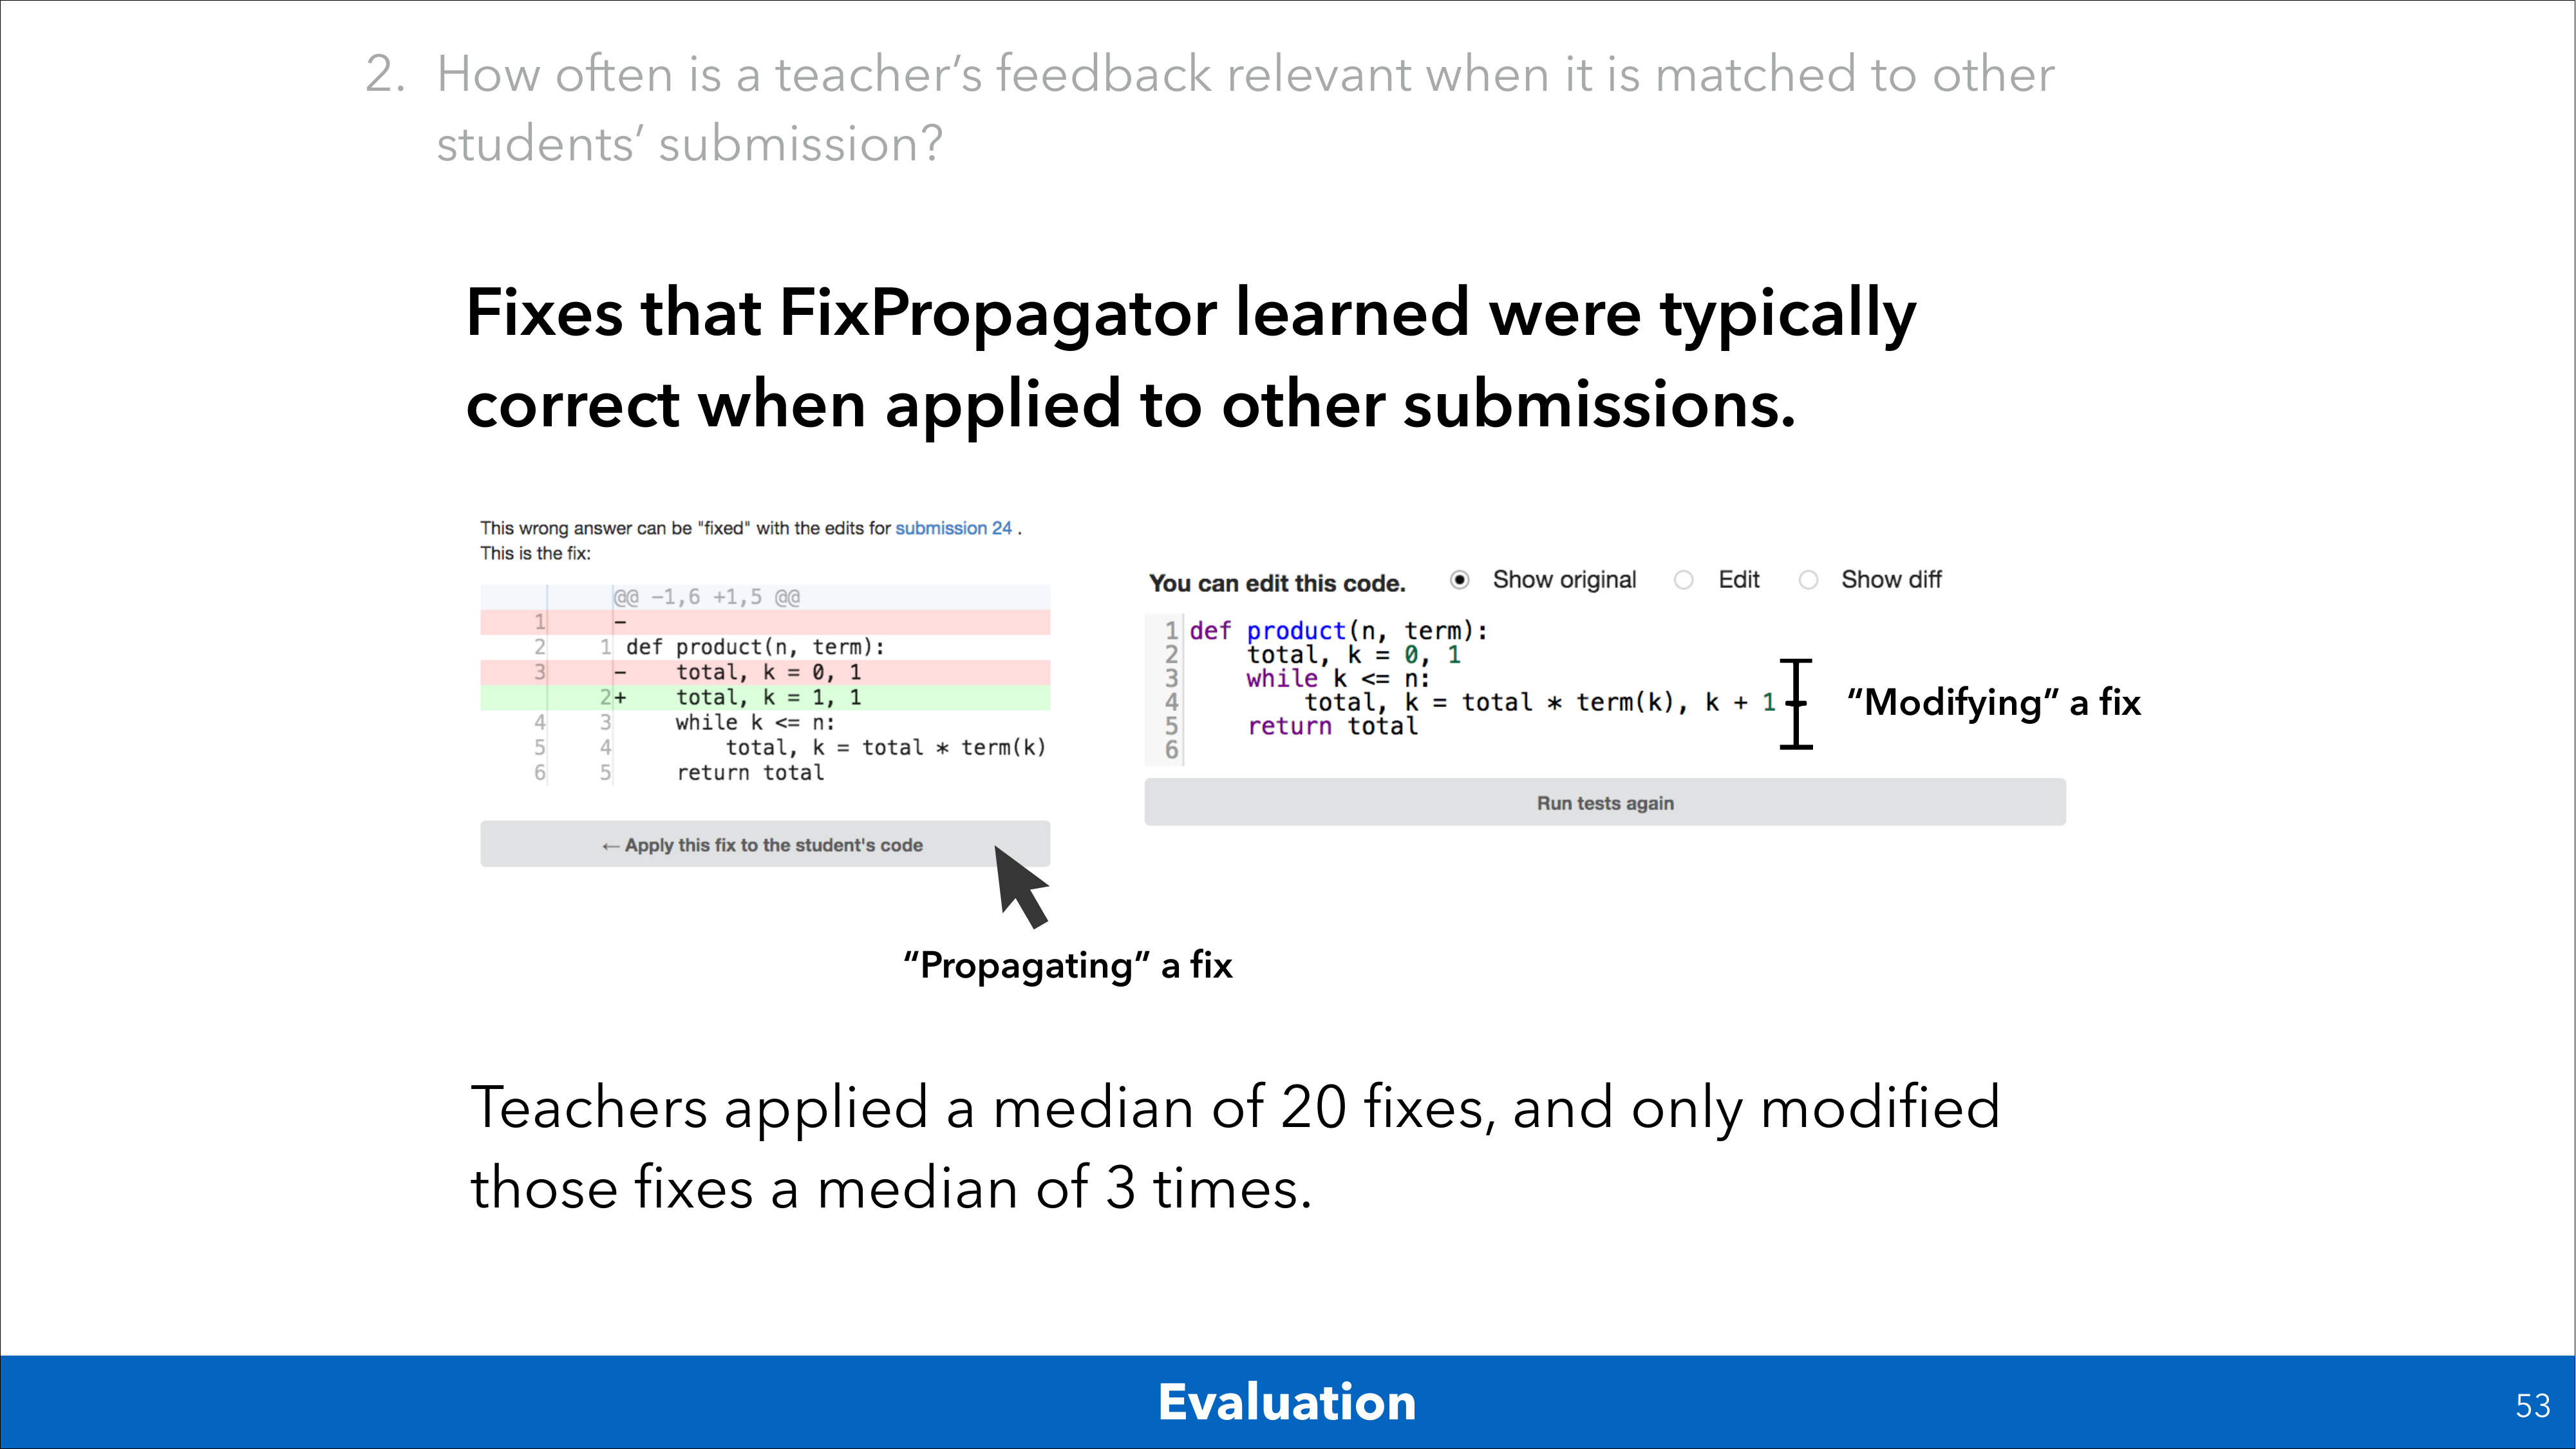 2. How often is a teacher’s feedback relevant when it is matched to other
students’ submission?
Fixes that FixPropagator learned were typically
correct when applied to other submissions.
This wrong answer can be "fixed" with the edits for submission 24 .
This is the fix:
@@ -1,6 +1,5 @@
1 -
2 1 def product(n, term):
3 - total, k = 0, 1
2+ total, k = 1, 1
4 3 while k <= n:
5 4 total, k = total * term(k)
6 5 return total
← Apply this fix to the student's code
“Propagating” a fix
You can edit this code. Show original Edit Show diff
1 def product(n, term):
2 total, k = 0, 1
3 while k <= n:
4 total, k = total * term(k), k + 1
5 return total
6
“Modifying” a fix
Run tests again
Teachers applied a median of 20 fixes, and only modified
those fixes a median of 3 times.
Evaluation
53